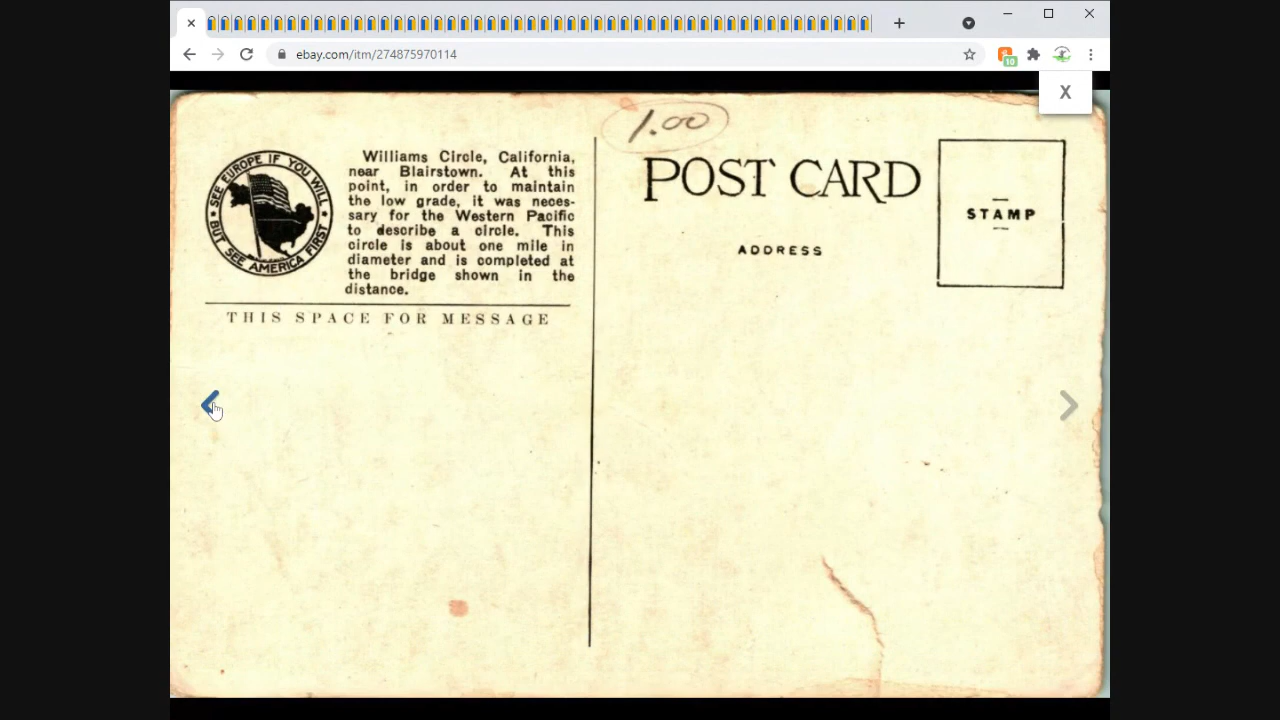 ebay.com/itm/274875970114
10
X
1.00
SEE EUROPE IF YOU WILL
BUT SEE AMERICA FIRST
Williams Circle, California,
near Blairstown. At this
point, in order to maintain
the low grade, it was neces-
sary for the Western Pacific
to describe a circle. This
circle is about one mile in
diameter and is completed at
the bridge shown in the
distance.
THIS SPACE FOR MESSAGE
POST CARD
ADDRESS
STAMP